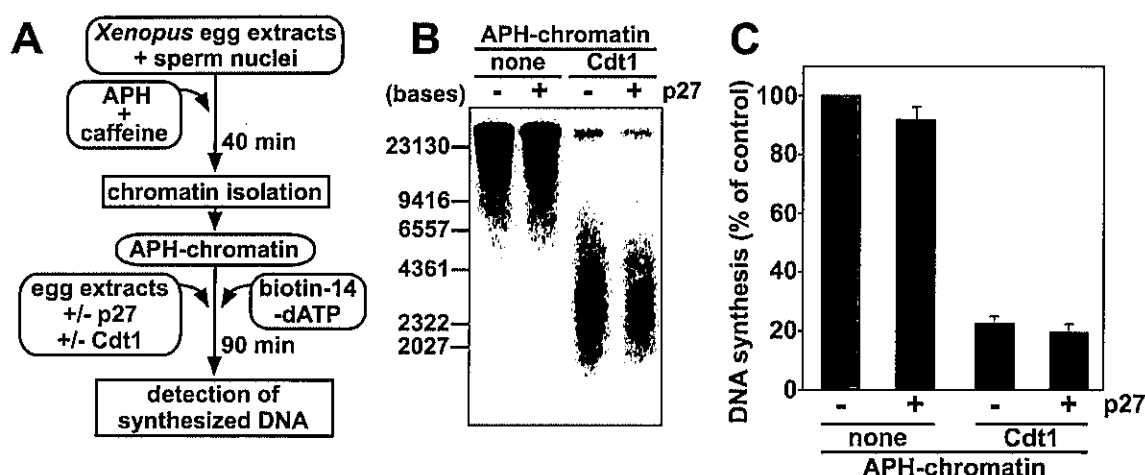 A
Xenopus egg extracts
+ sperm nuclei
APH
+
caffeine
40 min
chromatin isolation
APH-chromatin
egg extracts
+/- p27
+/- Cdt1
biotin-14
-dATP
90 min
detection of
synthesized DNA
B
APH-chromatin
none Cdt1
(bases) - + - + p27
23130
9416
6557
4361
2322
2027
C
DNA synthesis (% of control)
100
80
60
40
20
0
- + - + p27
none Cdt1
APH-chromatin